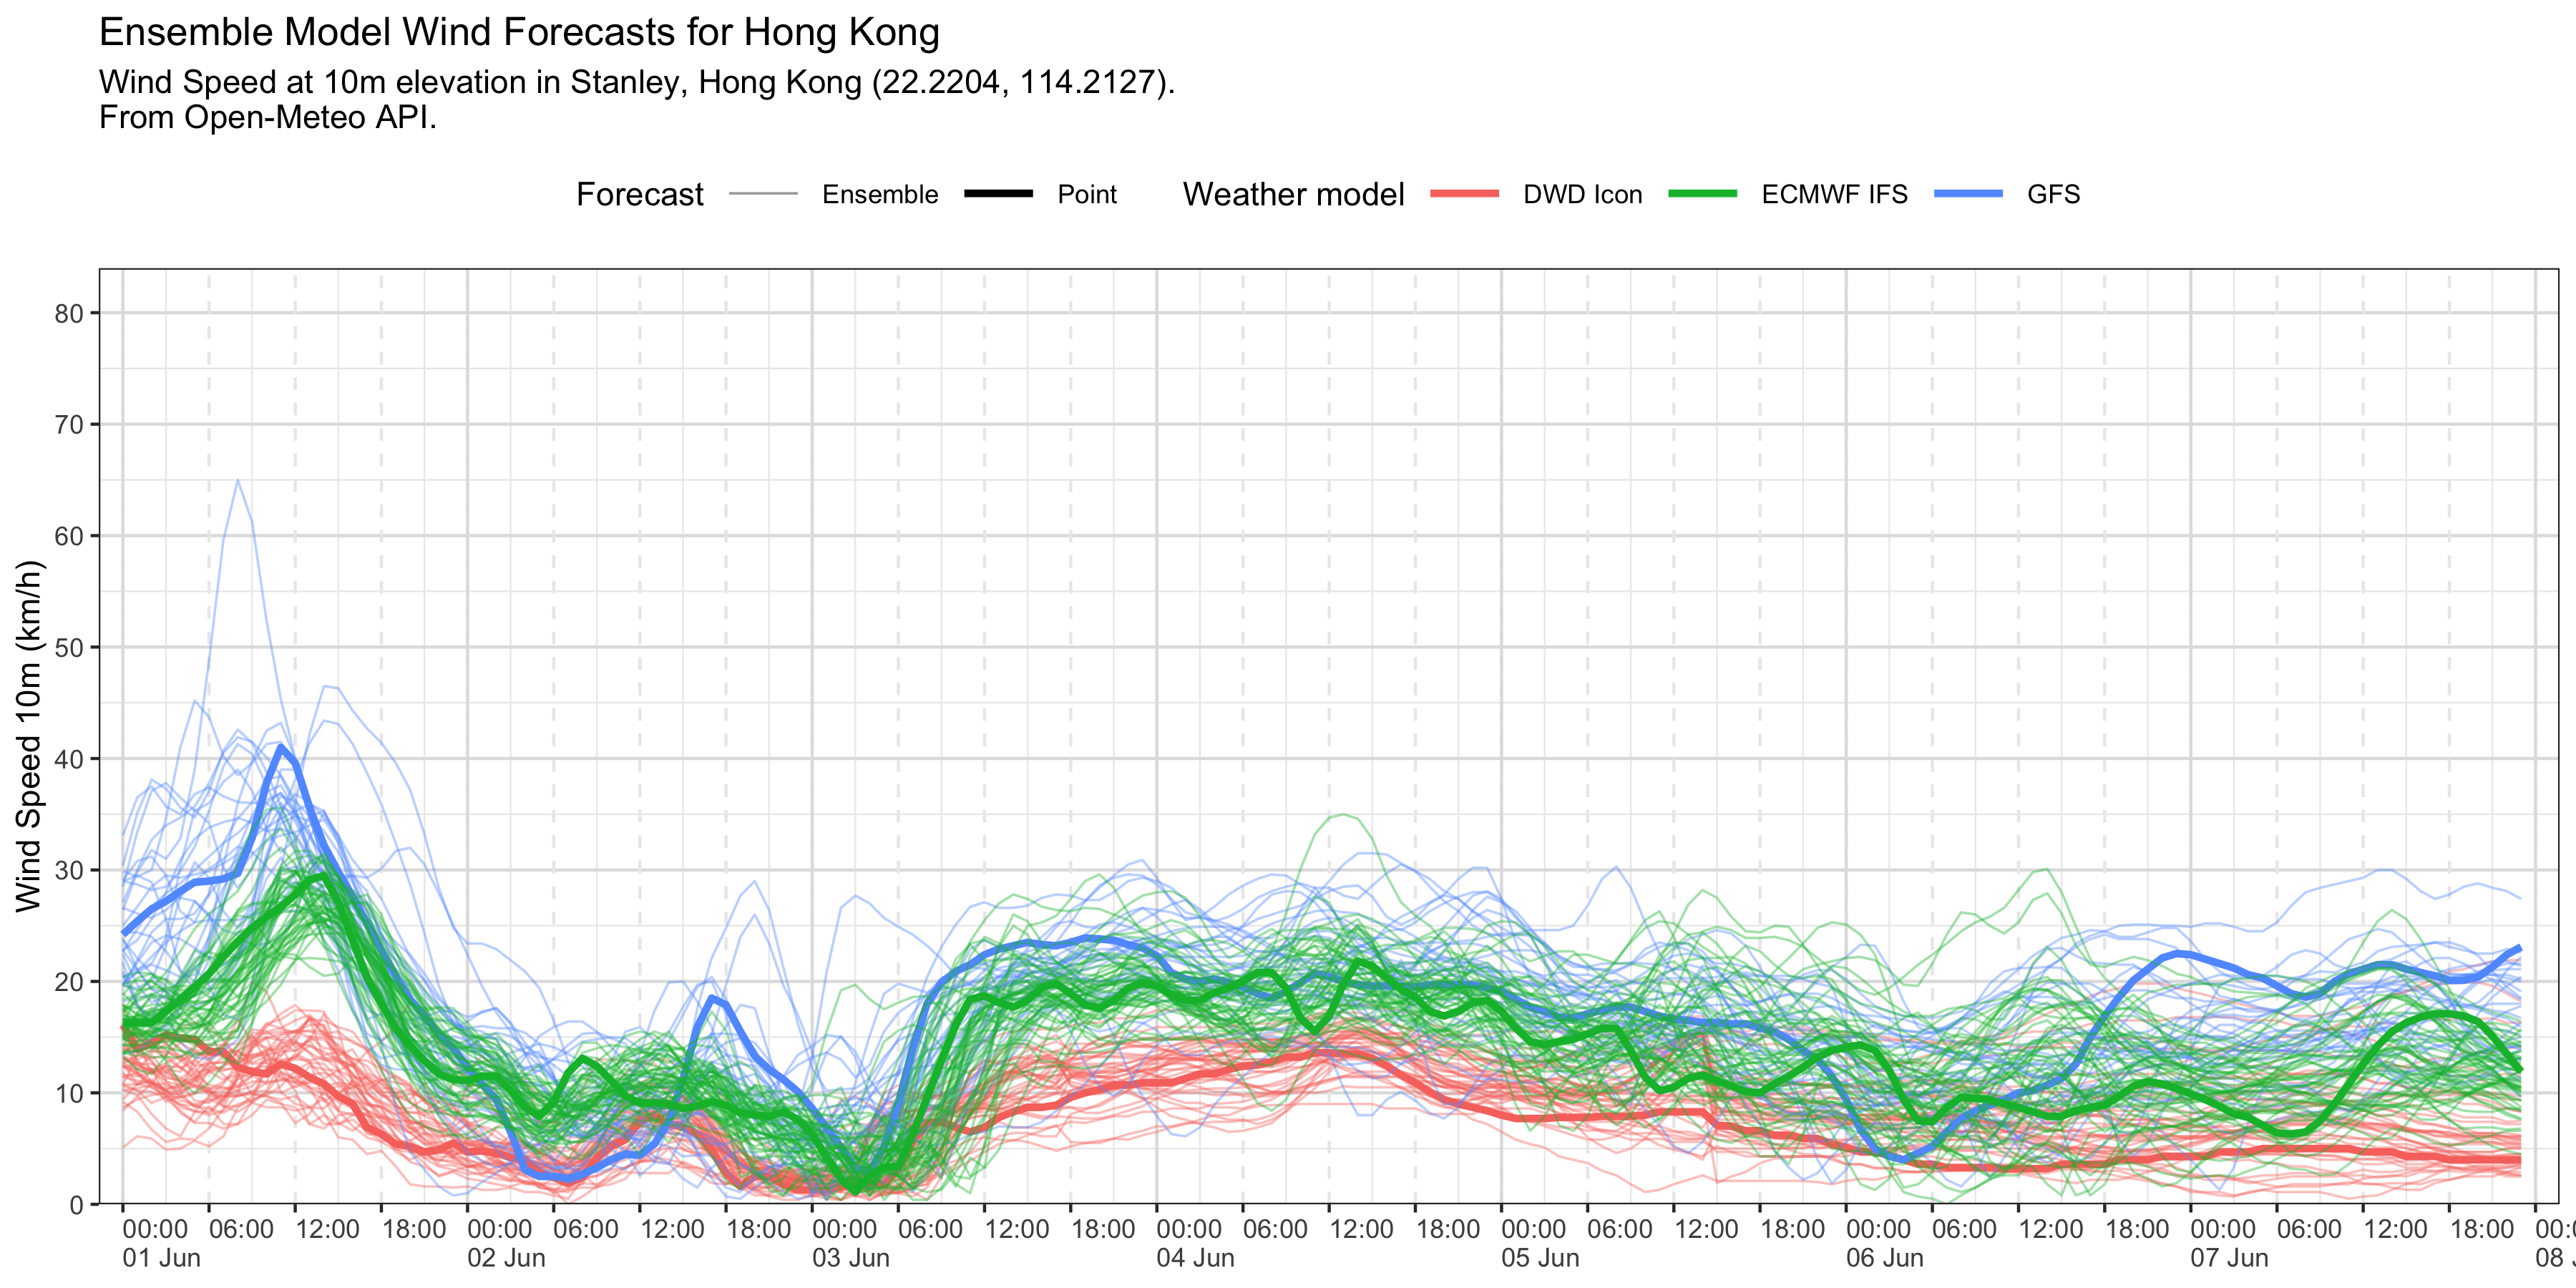 Ensemble Model Wind Forecasts for Hong Kong
Wind Speed at 10m elevation in Stanley, Hong Kong (22.2204, 114.2127).
From Open-Meteo API.
Forecast Ensemble Point Weather model DWD Icon ECMWF IFS GFS
Wind Speed 10m (km/h)
80
70
60
50
40
30
20
10
0
00:00 06:00 12:00 18:00 00:00 06:00 12:00 18:00 00:00 06:00 12:00 18:00 00:00 06:00 12:00 18:00 00:00 06:00 12:00 18:00 00:00 06:00 12:00 18:00 00:00 06:00 12:00 18:00
01 Jun 02 Jun 03 Jun 04 Jun 05 Jun 06 Jun 07 Jun 08